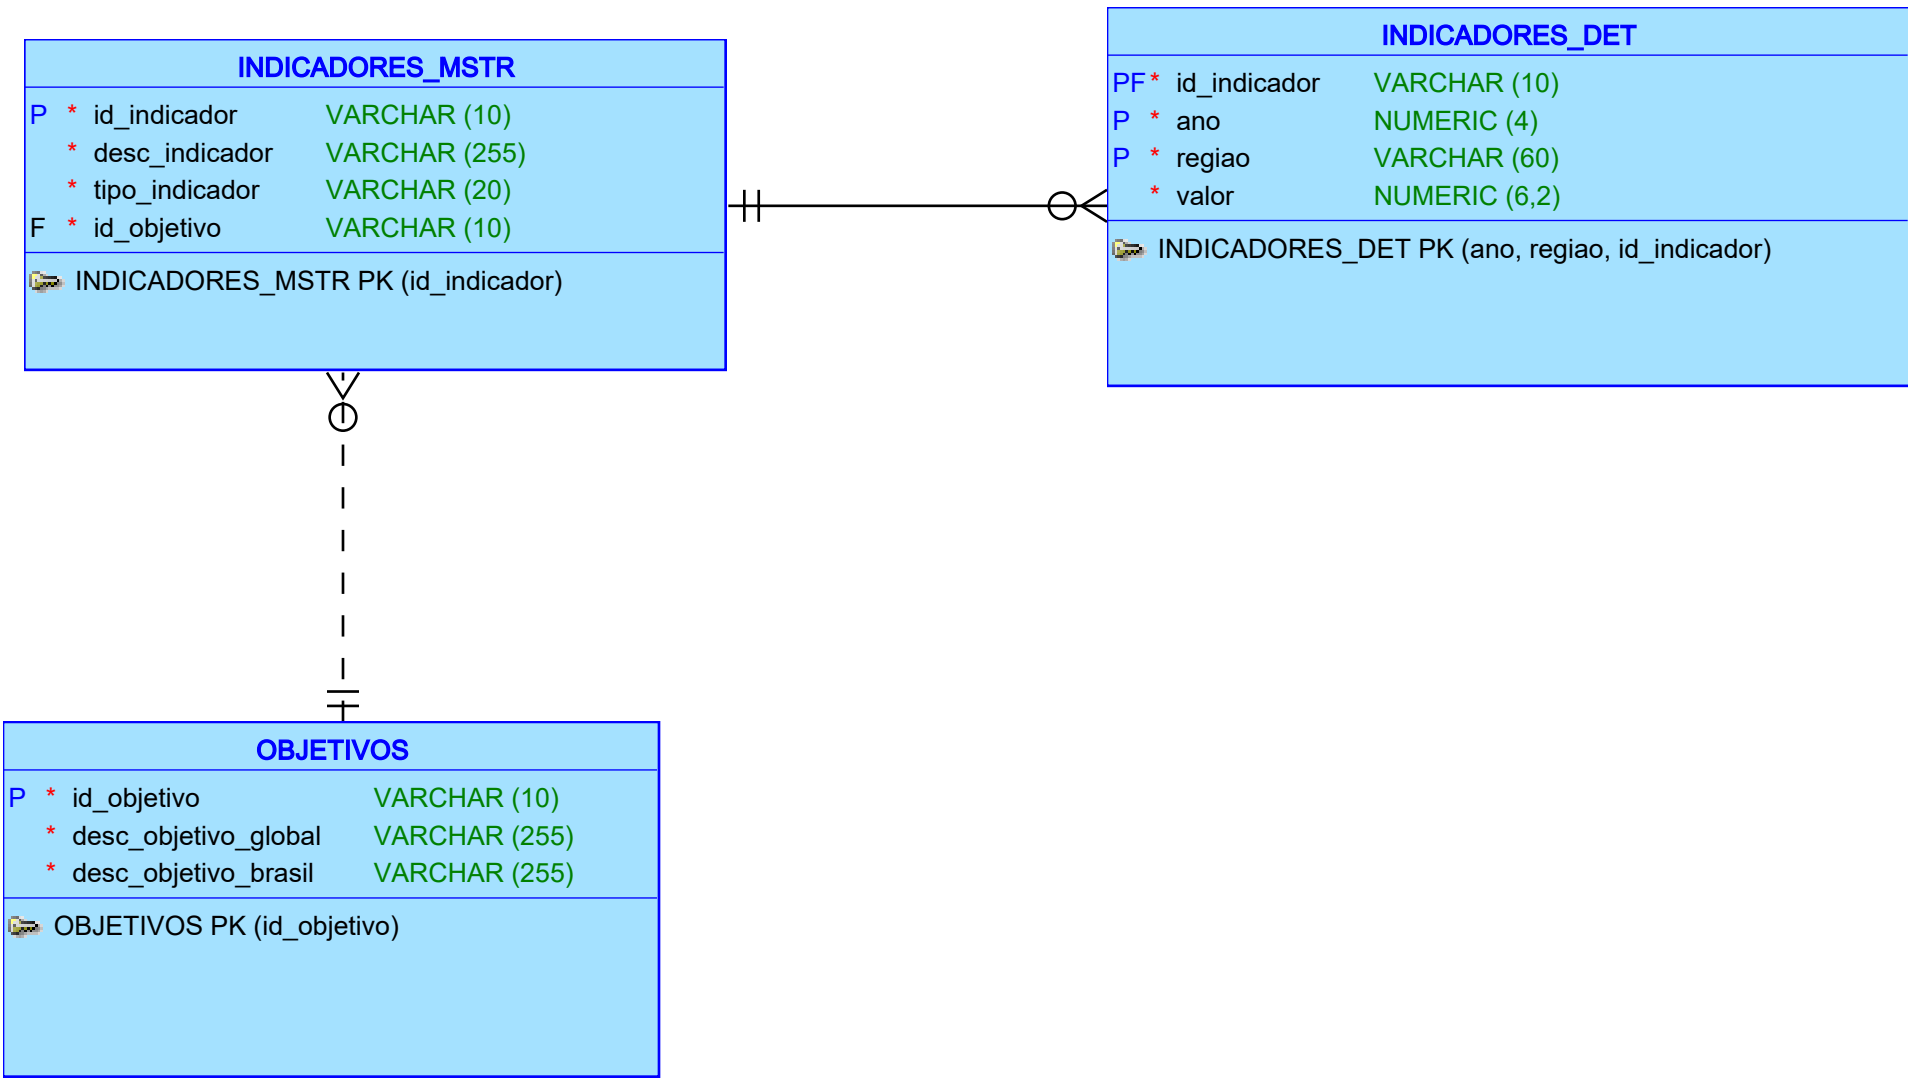 INDICADORES_MSTR
P * id_indicador VARCHAR (10)
* desc_indicador VARCHAR (255)
* tipo_indicador VARCHAR (20)
F * id_objetivo VARCHAR (10)
INDICADORES_MSTR PK (id_indicador)
INDICADORES_DET
PF * id_indicador VARCHAR (10)
P * ano NUMERIC (4)
P * regiao VARCHAR (60)
* valor NUMERIC (6,2)
INDICADORES_DET PK (ano, regiao, id_indicador)
OBJETIVOS
P * id_objetivo VARCHAR (10)
* desc_objetivo_global VARCHAR (255)
* desc_objetivo_brasil VARCHAR (255)
OBJETIVOS PK (id_objetivo)